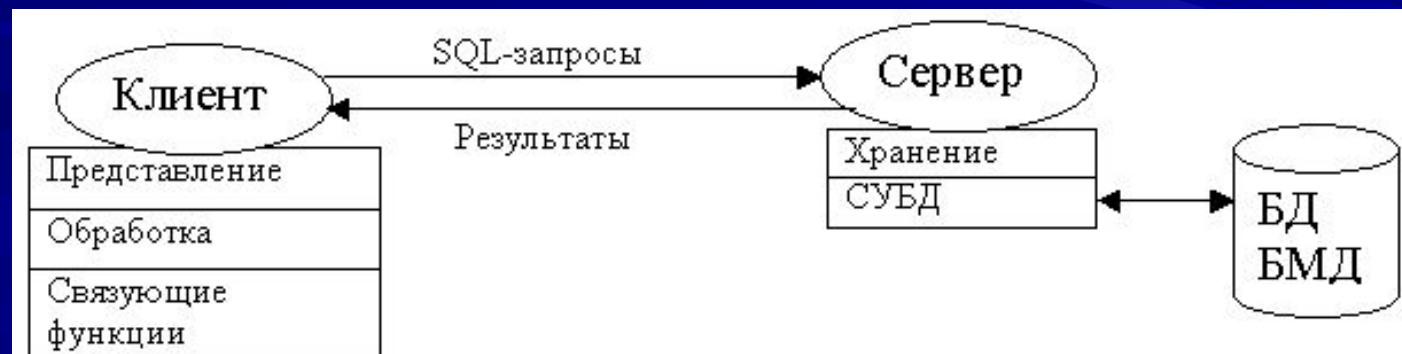 Клиент
SQL-запросы
Результаты
Сервер
Представление
Обработка
Связующие
функции
Хранение
СУБД
БД
БМД